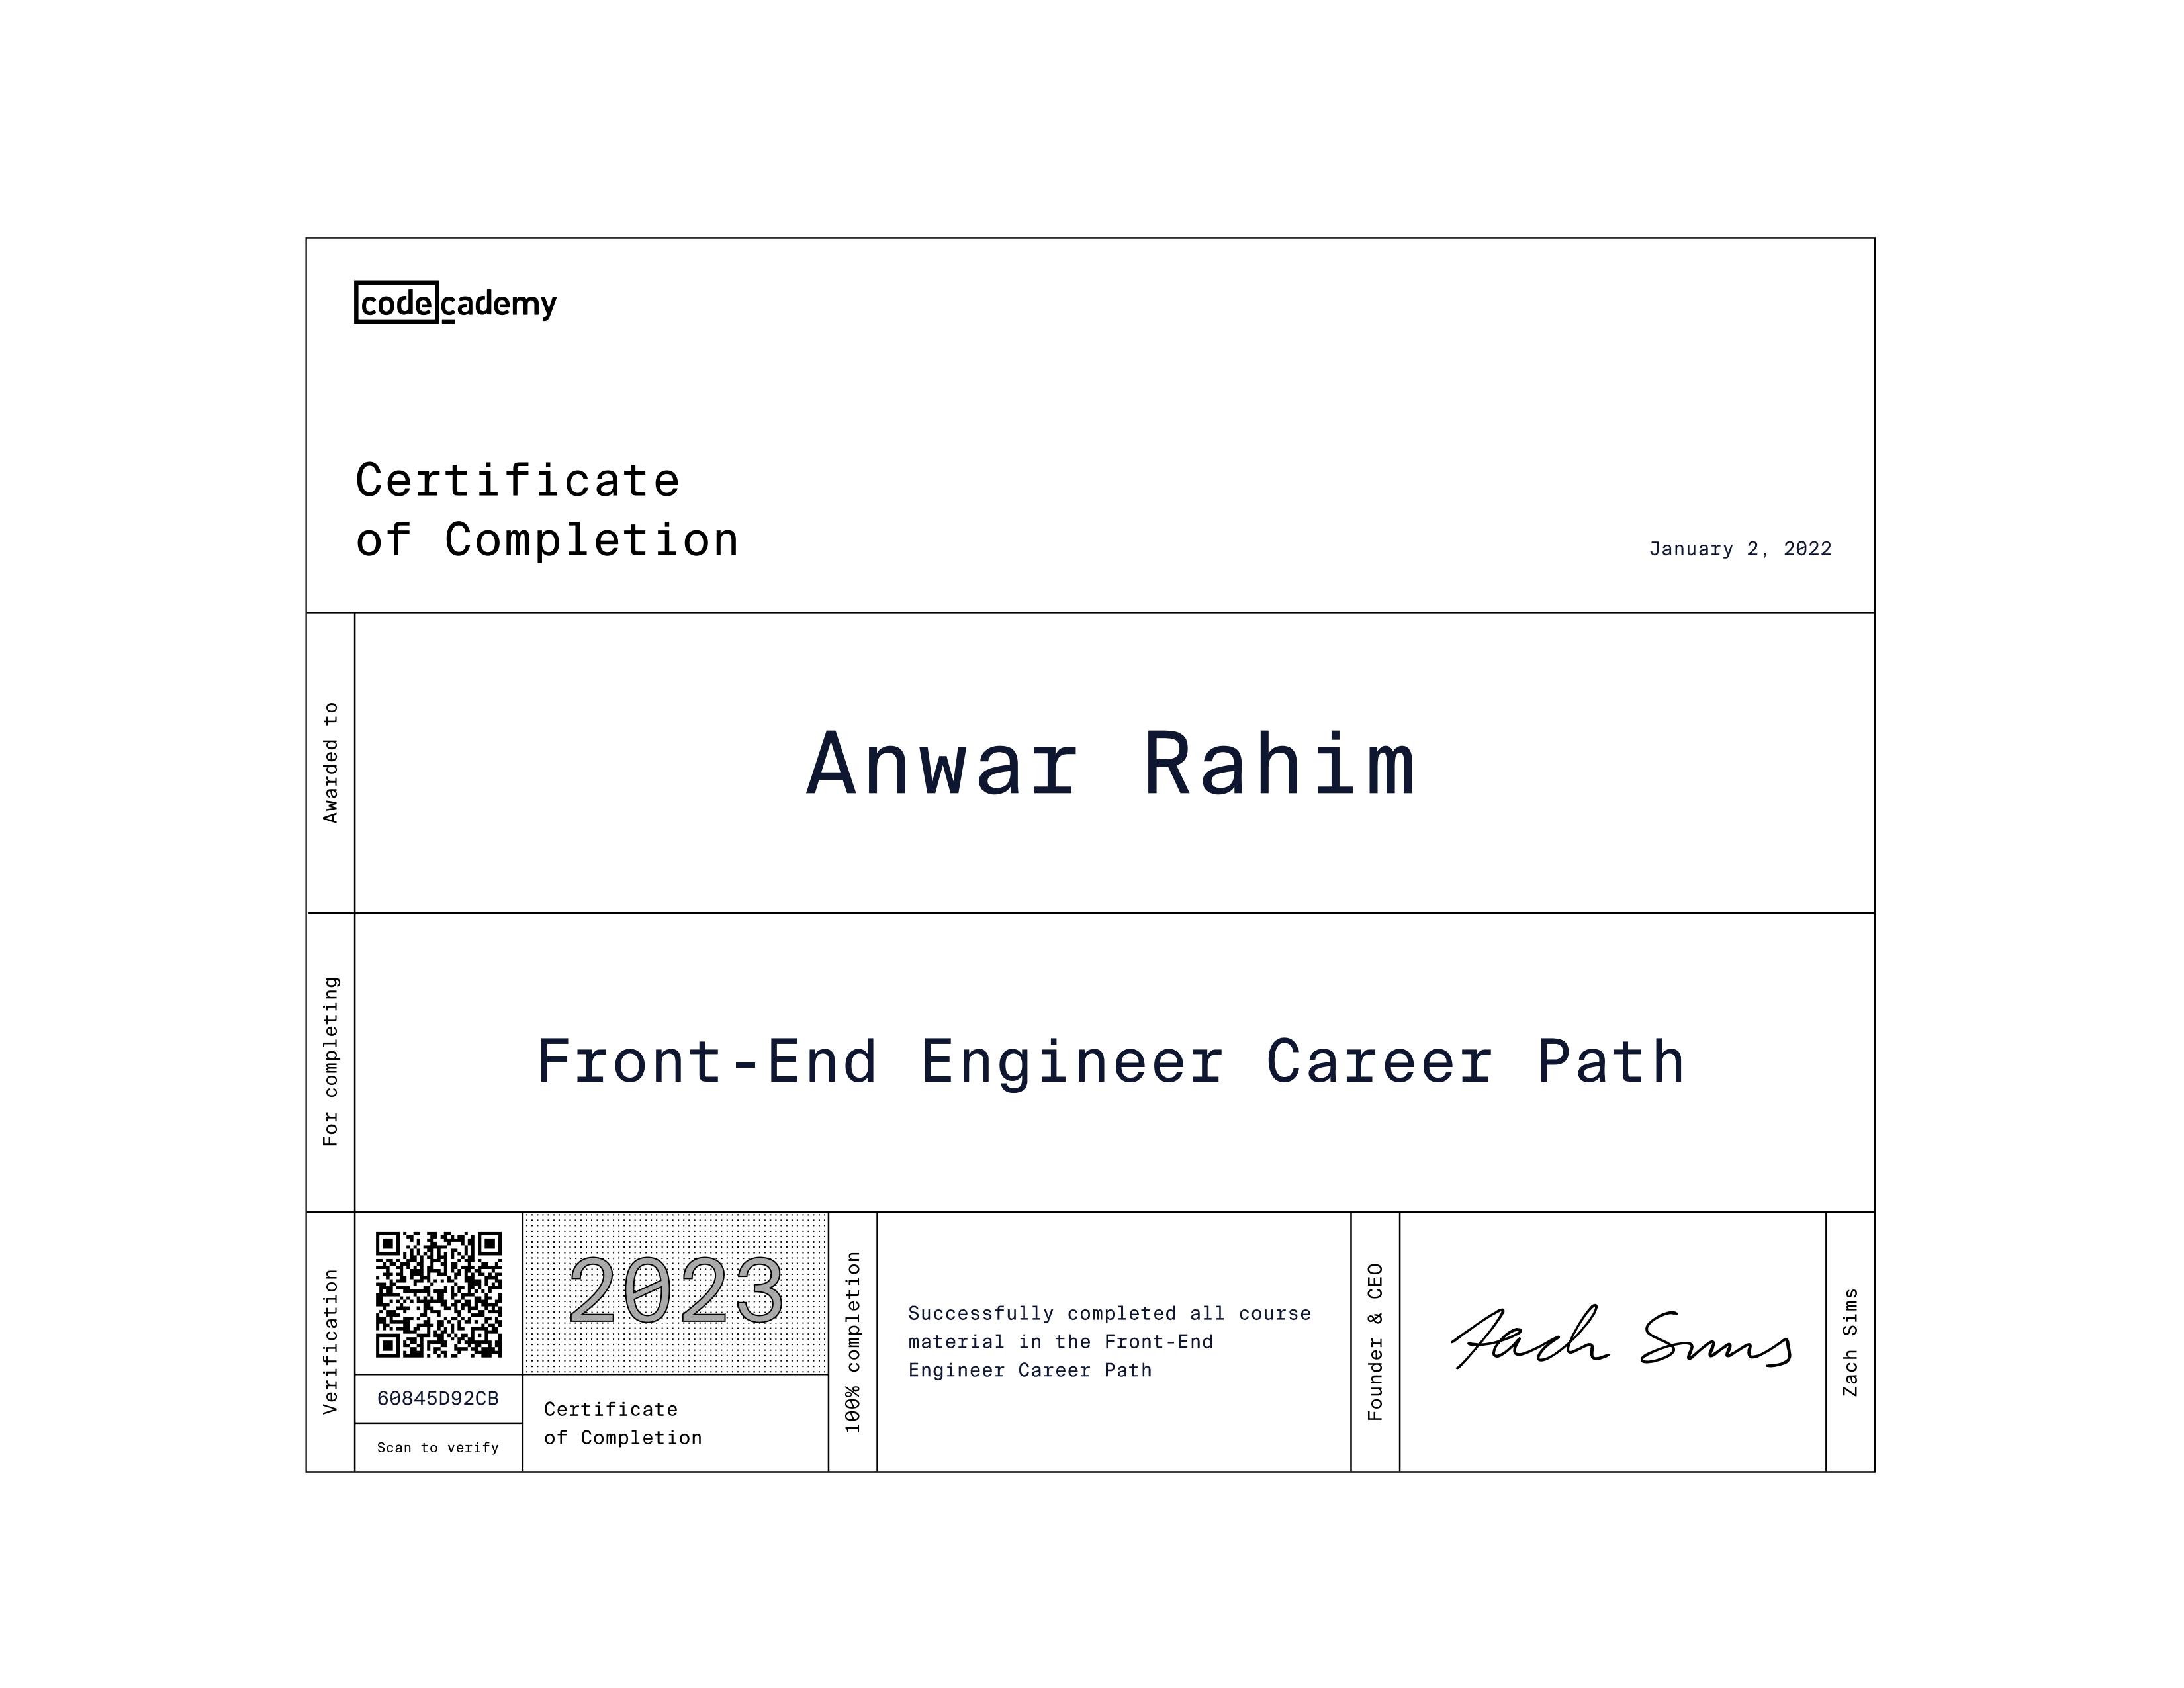 codecademy
Certificate
of Completion
January 2, 2022
Awarded to
Anwar Rahim
For completing
Front-End Engineer Career Path
Verification
60845D92CB
Scan to verify
2023
Certificate
of Completion
100% completion
Successfully completed all course
material in the Front-End
Engineer Career Path
Founder & CEO
Zach Sims
Zach Sims